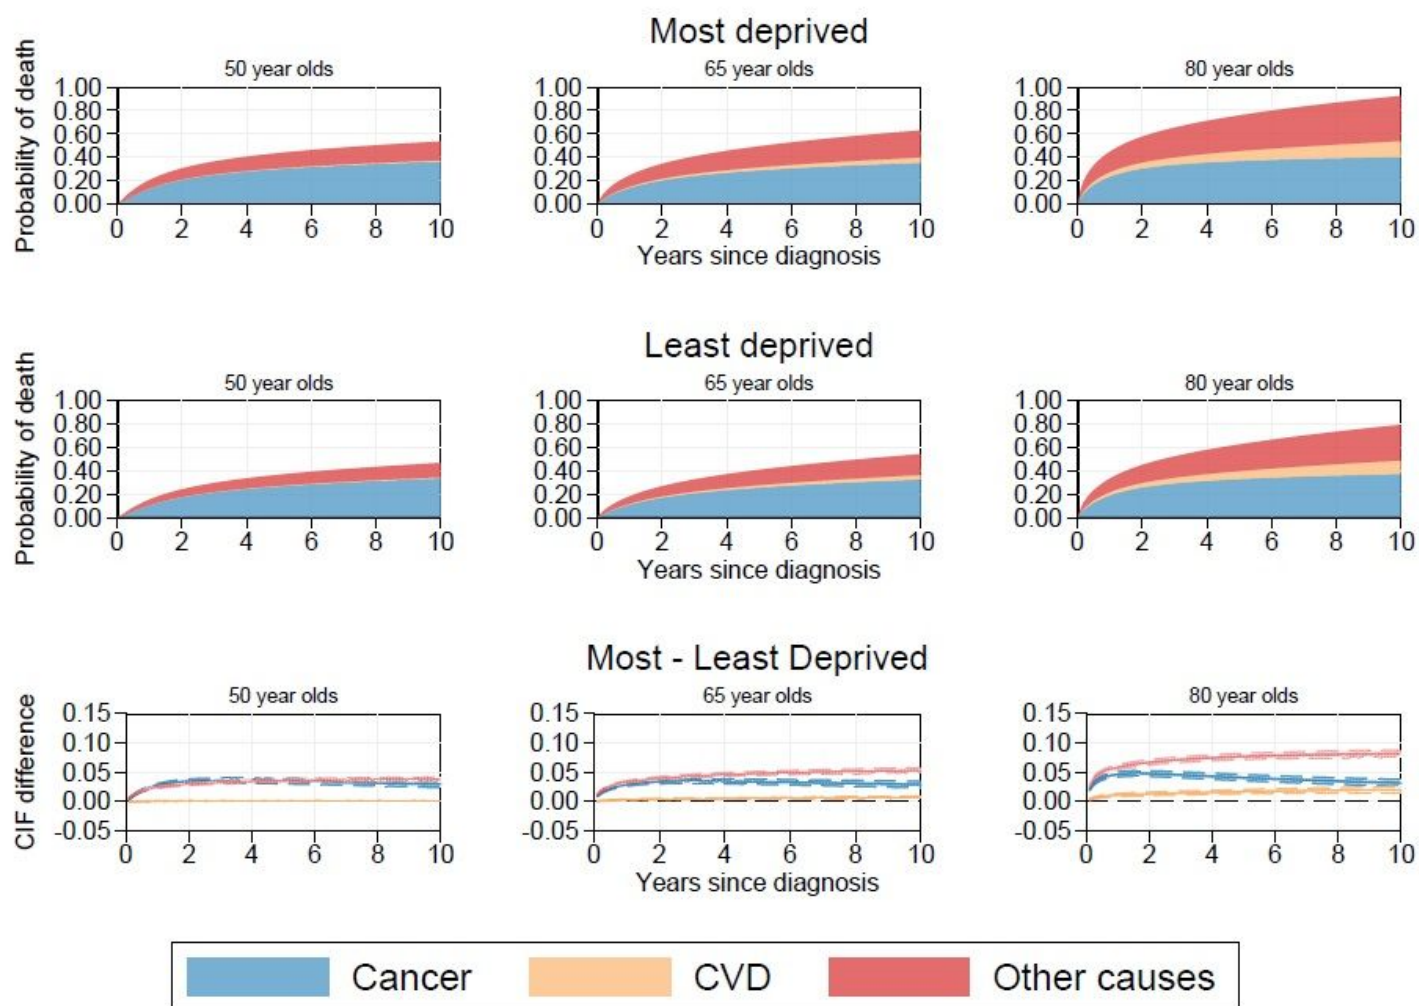 Most deprived
50 year olds 65 year olds 80 year olds
Probability of death
1.00 1.00 1.00
0.80 0.80 0.80
0.60 0.60 0.60
0.40 0.40 0.40
0.20 0.20 0.20
0.00 0.00 0.00
0 2 4 6 8 10 0 2 4 6 8 10 0 2 4 6 8 10
Years since diagnosis
Least deprived
50 year olds 65 year olds 80 year olds
Probability of death
1.00 1.00 1.00
0.80 0.80 0.80
0.60 0.60 0.60
0.40 0.40 0.40
0.20 0.20 0.20
0.00 0.00 0.00
0 2 4 6 8 10 0 2 4 6 8 10 0 2 4 6 8 10
Years since diagnosis
Most - Least Deprived
50 year olds 65 year olds 80 year olds
CIF difference
0.15 0.15 0.15
0.10 0.10 0.10
0.05 0.05 0.05
0.00 0.00 0.00
-0.05 -0.05 -0.05
0 2 4 6 8 10 0 2 4 6 8 10 0 2 4 6 8 10
Years since diagnosis
Cancer CVD Other causes